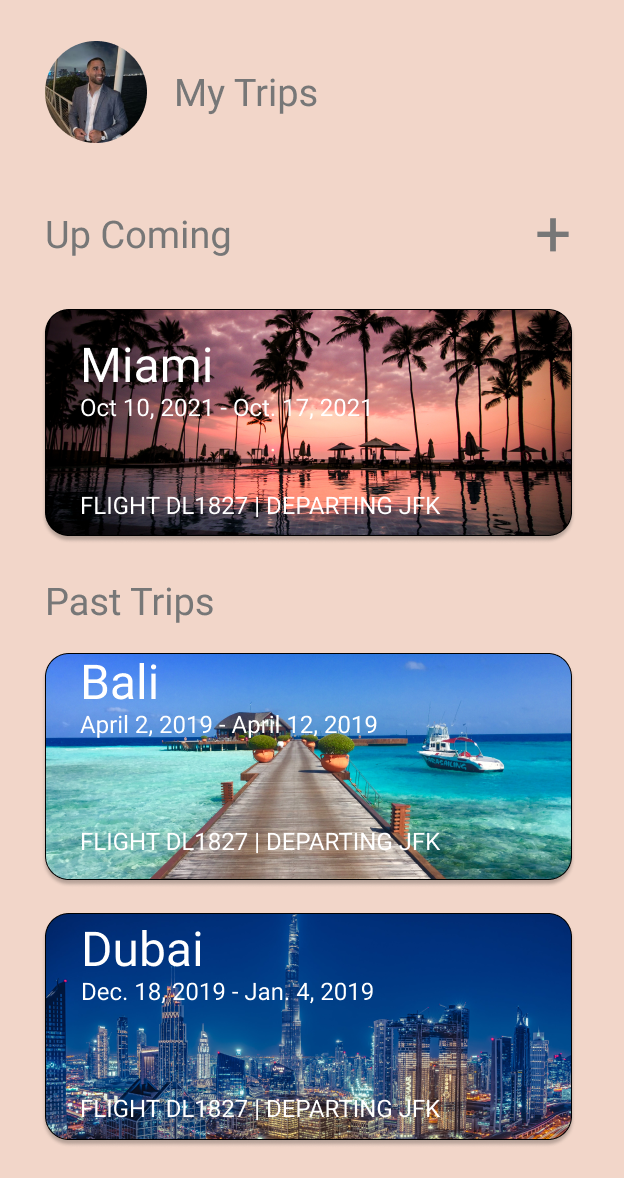 My Trips
Up Coming
Miami
Oct 10, 2021 - Oct. 17, 2021
FLIGHT DL1827 | DEPARTING JFK
Past Trips
Bali
April 2, 2019 - April 12, 2019
FLIGHT DL1827 | DEPARTING JFK
Dubai
Dec. 18, 2019 - Jan. 4, 2019
FLIGHT DL1827 | DEPARTING JFK